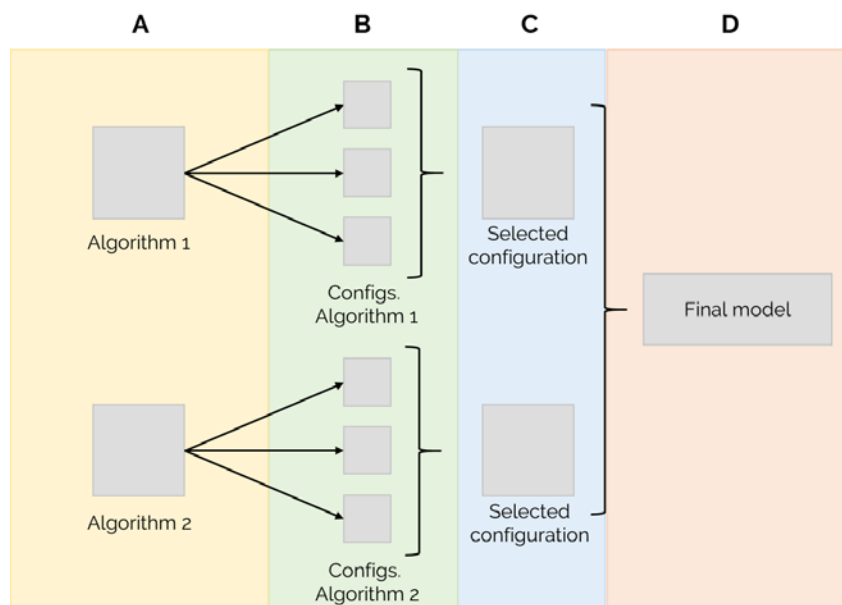 A
B
C
D
Algorithm 1
Configs.
Algorithm 1
Selected
configuration
Final model
Algorithm 2
Configs.
Algorithm 2
Selected
configuration